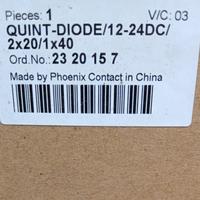 Pieces: 1 V/C: 03
QUINT-DIODE/12-24DC/
2x20/1x40
Ord.No.: 23 20 15 7
Made by Phoenix Contact in China